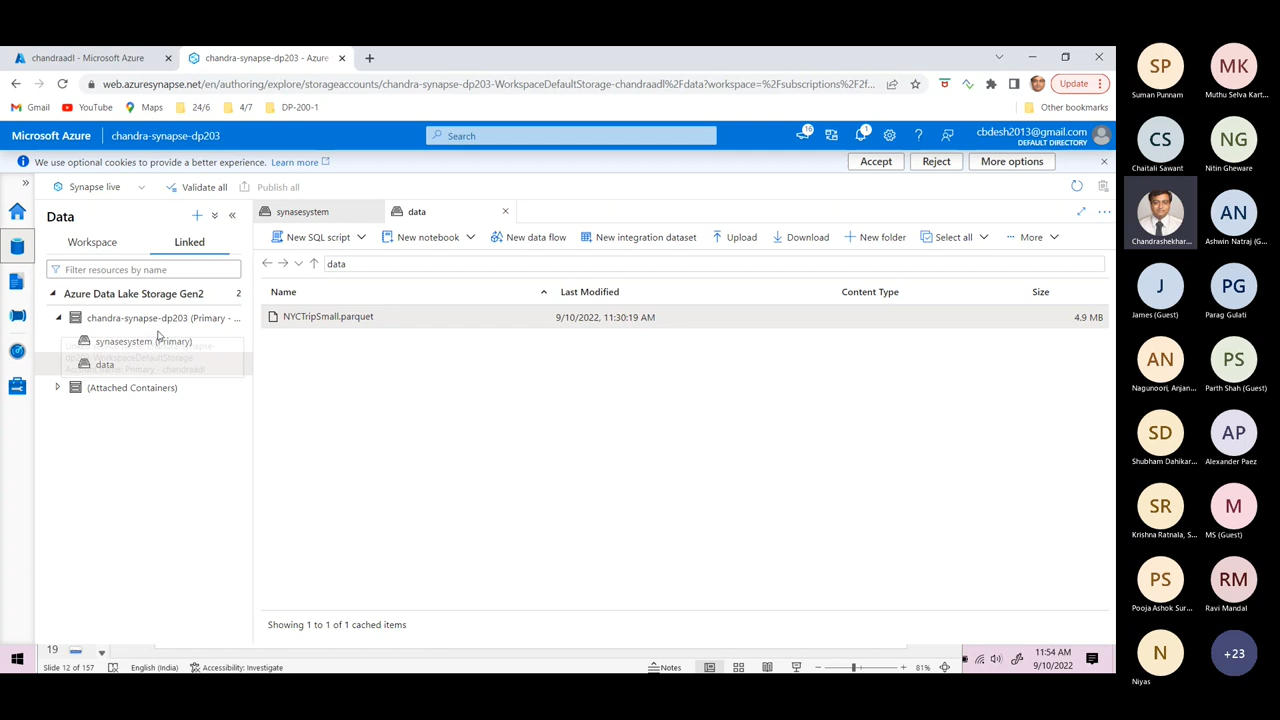 chandraadl - Microsoft Azure
chandra-synapse-dp203 - Azure
web.azuresynapse.net/en/authoring/explore/storageaccounts/chandra-synapse-dp203-WorkspaceDefaultStorage-chandraadl%2Fdata?workspace=%2Fsubscriptions%2F2f...
Update
Gmail YouTube Maps 24/6 4/7 DP-200-1 Other bookmarks
Microsoft Azure chandra-synapse-dp203 Search 16 1 cbdesh2013@gmail.com
DEFAULT DIRECTORY
We use optional cookies to provide a better experience. Learn more Accept Reject More options
Synapse live Validate all Publish all
Data
synasesystem data
Workspace Linked
New SQL script New notebook New data flow New integration dataset Upload Download New folder Select all More
Filter resources by name
data
Azure Data Lake Storage Gen2 2
Name Last Modified Content Type Size
chandra-synapse-dp203 (Primary - ...
NYCTripSmall.parquet 9/10/2022, 11:30:19 AM 4.9 MB
synasesystem (Primary)
data
(Attached Containers)
Showing 1 to 1 of 1 cached items
19
Slide 12 of 157 English (India) Accessibility: Investigate Notes 81%
11:54 AM
9/10/2022
SP MK
Suman Punnam Muthu Selva Kart...
CS NG
Chaitali Sawant Nitin Gheware
AN
Chandrashekhar... Ashwin Natraj (G...
J PG
James (Guest) Parag Gulati
AN PS
Nagunoori, Anjan... Parth Shah (Guest)
SD AP
Shubham Dahikar... Alexander Paez
SR M
Krishna Ratnala, S... MS (Guest)
PS RM
Pooja Ashok Sur... Ravi Mandal
N +23
Niyas